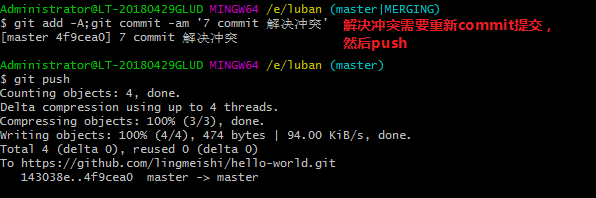 Administrator@LT-20180429GLUD MINGW64 /e/luban (master|MERGING)
$ git add -A;git commit -am '7 commit 解决冲突'
[master 4f9cea0] 7 commit 解决冲突
解决冲突需要重新commit提交，
然后push
Administrator@LT-20180429GLUD MINGW64 /e/luban (master)
$ git push
Counting objects: 4, done.
Delta compression using up to 4 threads.
Compressing objects: 100% (3/3), done.
Writing objects: 100% (4/4), 474 bytes | 94.00 KiB/s, done.
Total 4 (delta 0), reused 0 (delta 0)
To https://github.com/lingmeishi/hello-world.git
   143038e..4f9cea0  master -> master